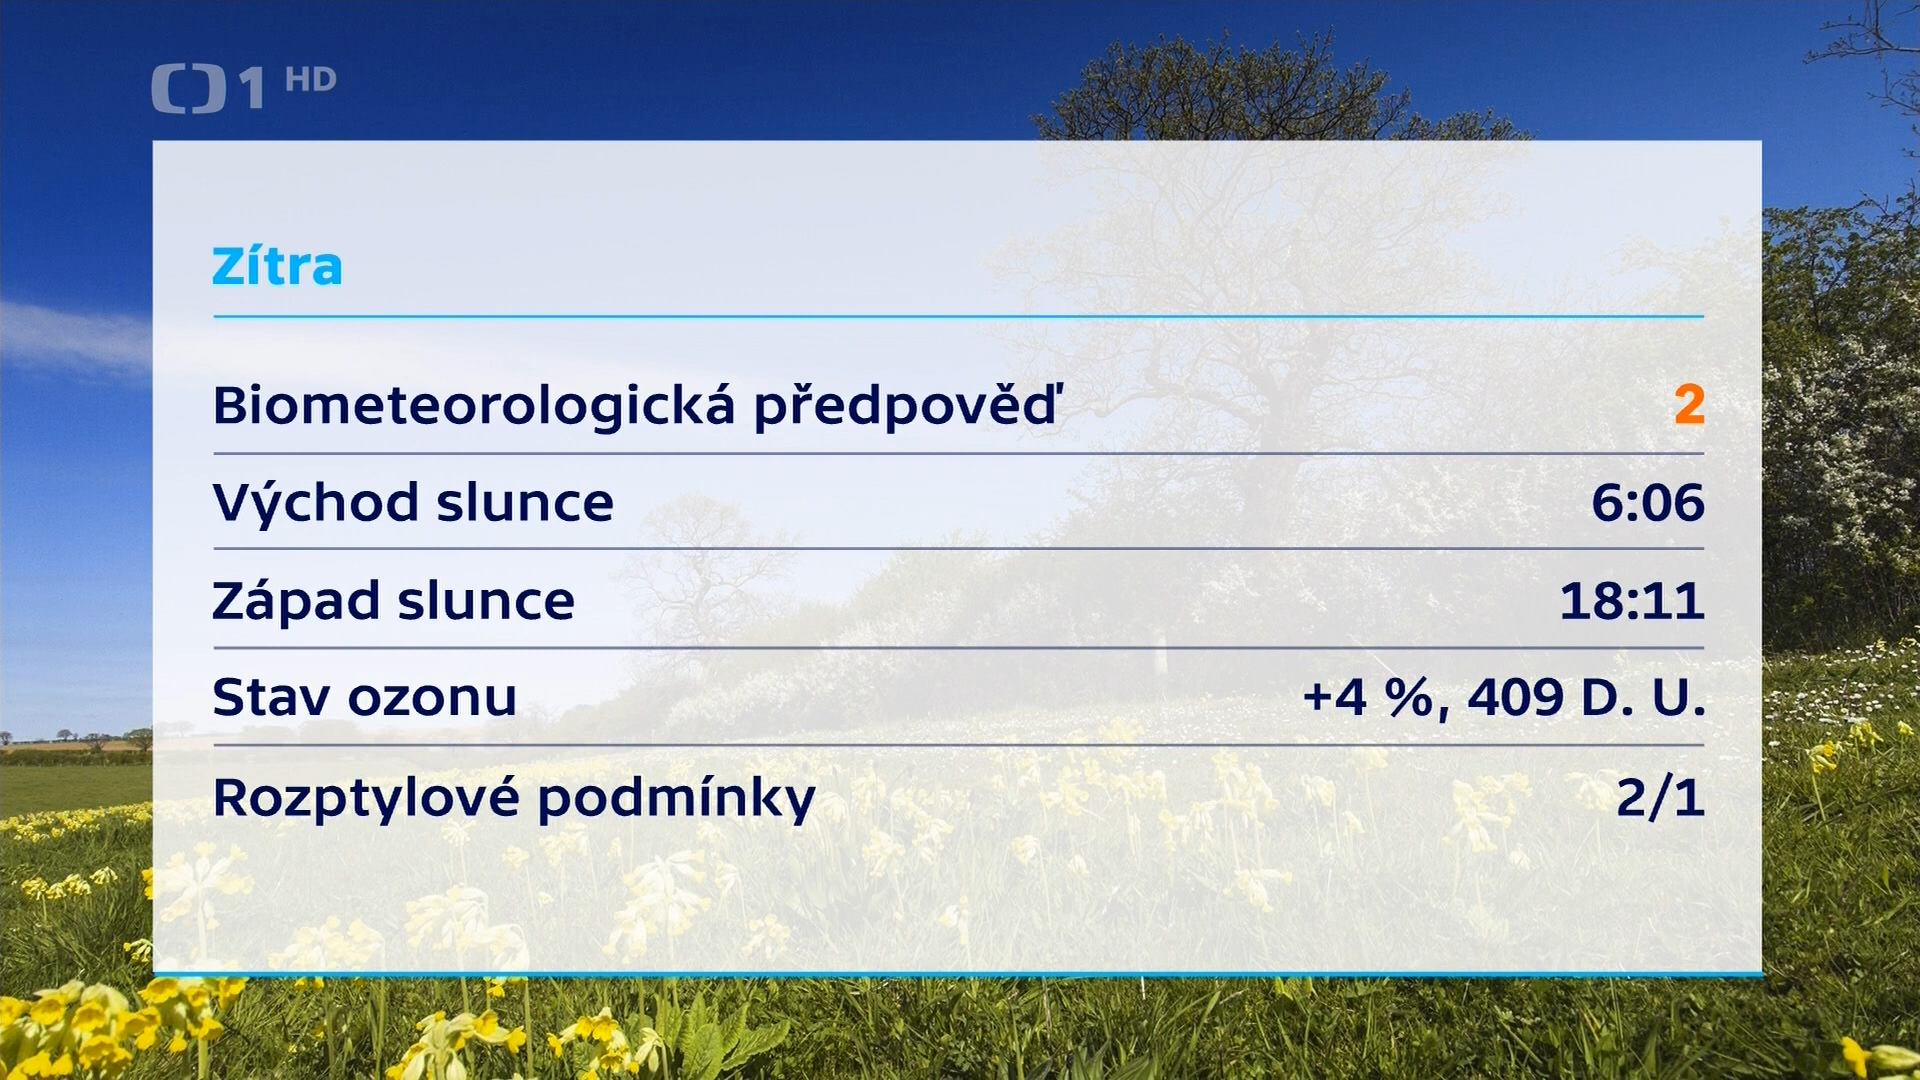 1 HD
Zítra
Biometeorologická předpověď 2
Východ slunce 6:06
Západ slunce 18:11
Stav ozonu +4 %, 409 D. U.
Rozptylové podmínky 2/1